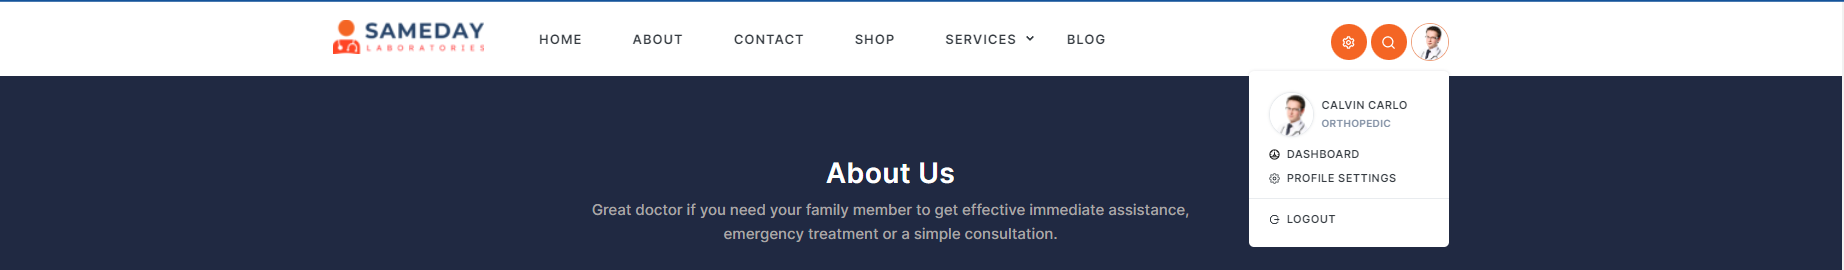 SAMEDAY
LABORATORIES
HOME
ABOUT
CONTACT
SHOP
SERVICES
BLOG
CALVIN CARLO
ORTHOPEDIC
DASHBOARD
PROFILE SETTINGS
LOGOUT
About Us
Great doctor if you need your family member to get effective immediate assistance,
emergency treatment or a simple consultation.